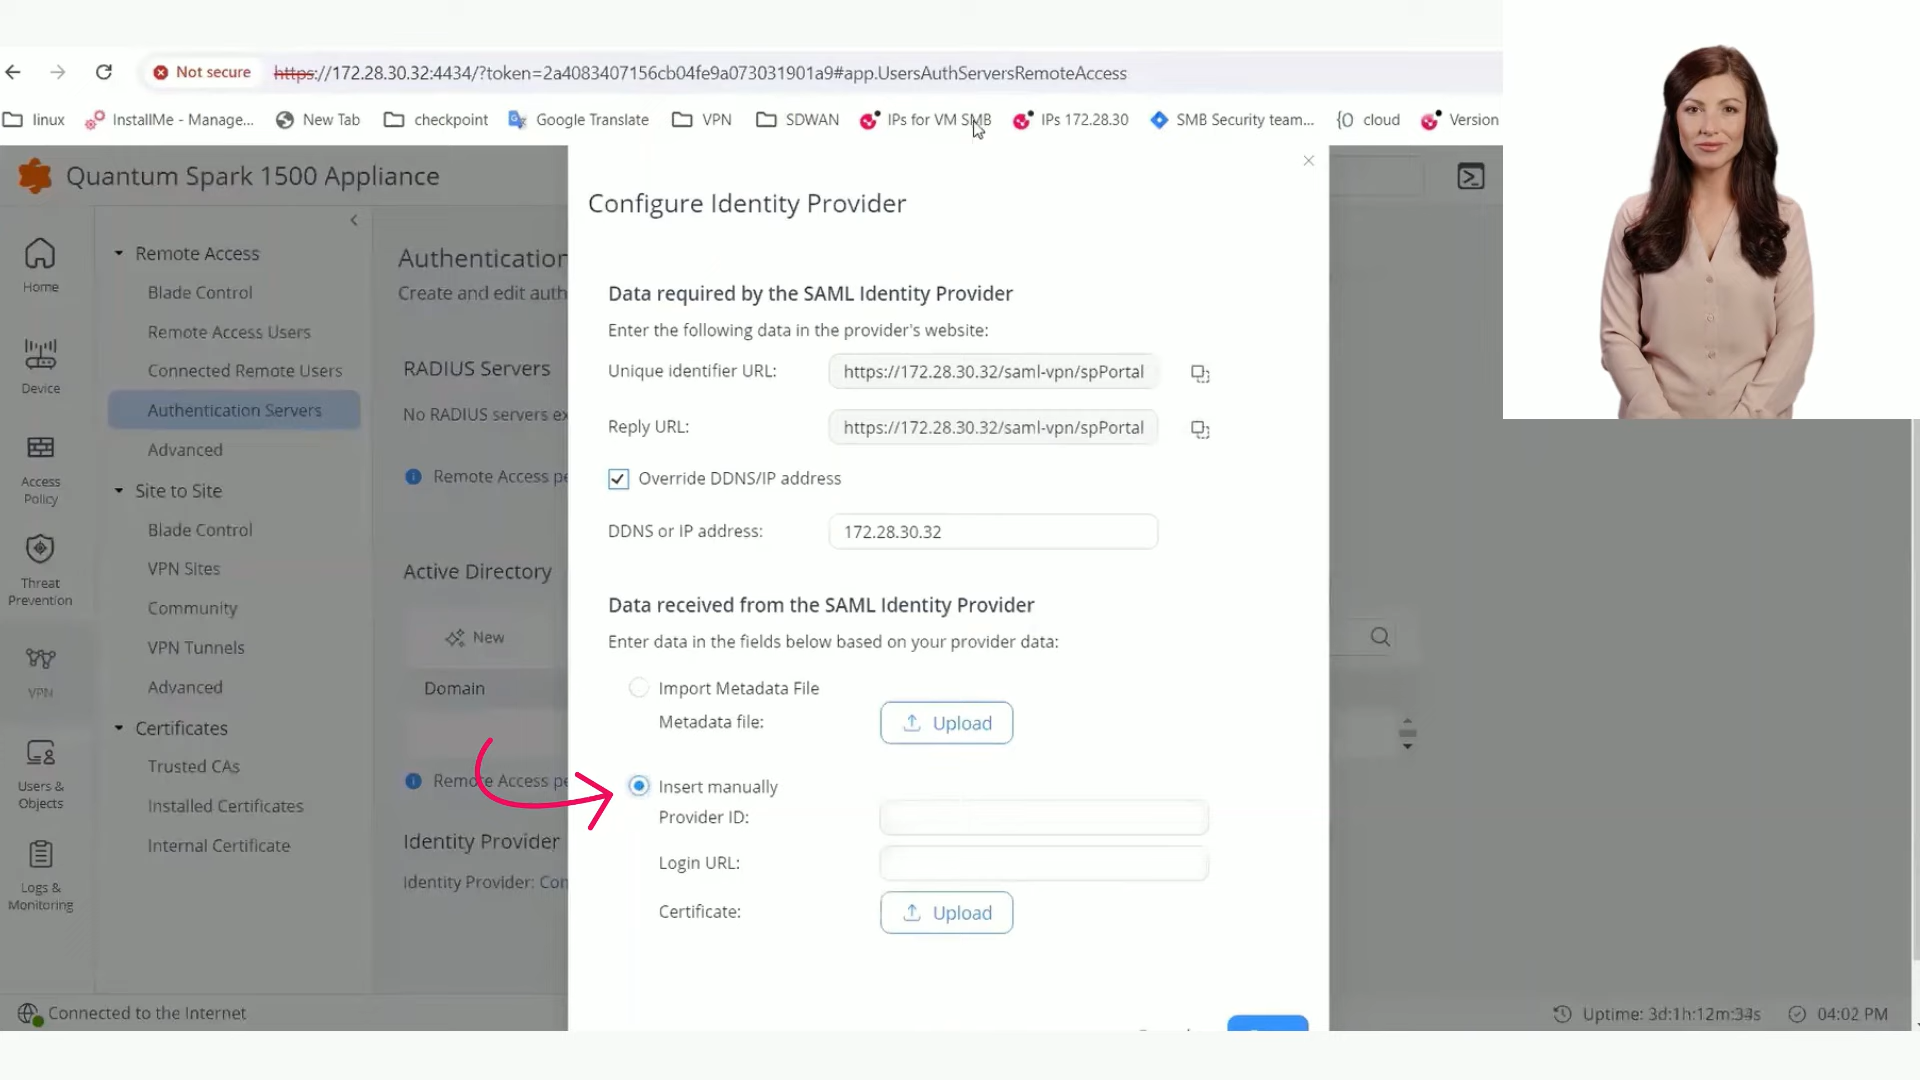 Not secure
https://172.28.30.32:4434/?token=2a4083407156cb04fe9a073031901a9#app.UsersAuthServersRemoteAccess
linux
InstallMe - Manage...
New Tab
checkpoint
Google Translate
VPN
SDWAN
IPs for VM SMB
IPs 172.28.30
SMB Security team...
cloud
Version
Quantum Spark 1500 Appliance
Home
Device
Access
Policy
Threat
Prevention
VPN
Users &
Objects
Logs &
Monitoring
Remote Access
Blade Control
Remote Access Users
Connected Remote Users
Authentication Servers
Advanced
Site to Site
Blade Control
VPN Sites
Community
VPN Tunnels
Advanced
Certificates
Trusted CAs
Installed Certificates
Internal Certificate
Authentication
Create and edit auth
RADIUS Servers
No RADIUS servers ex
Remote Access pe
Active Directory
New
Domain
Remote Access pe
Identity Provider
Identity Provider: Con
Configure Identity Provider
Data required by the SAML Identity Provider
Enter the following data in the provider's website:
Unique identifier URL: https://172.28.30.32/saml-vpn/spPortal
Reply URL: https://172.28.30.32/saml-vpn/spPortal
Override DDNS/IP address
DDNS or IP address: 172.28.30.32
Data received from the SAML Identity Provider
Enter data in the fields below based on your provider data:
Import Metadata File
Metadata file: Upload
Insert manually
Provider ID:
Login URL:
Certificate: Upload
Connected to the Internet
Uptime: 3d:1h:12m:34s
04:02 PM